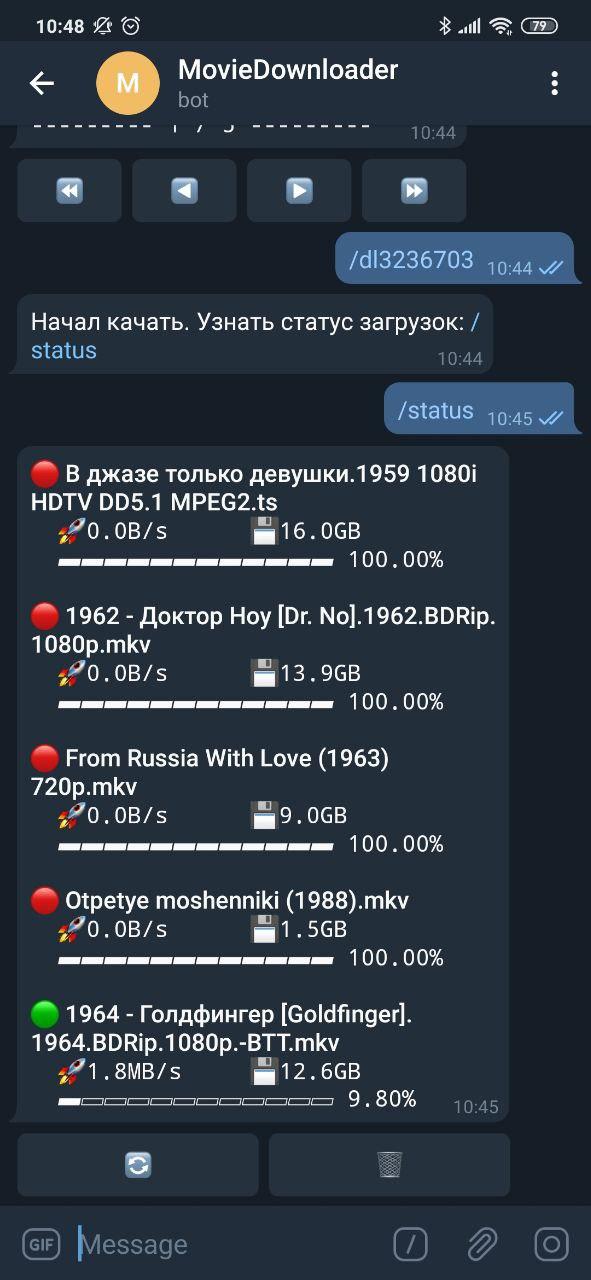 10:48
79
M
MovieDownloader
bot
10:44
/dl3236703 10:44
Начал качать. Узнать статус загрузок: /
status
10:44
/status 10:45
В джазе только девушки.1959 1080i
HDTV DD5.1 MPEG2.ts
0.0B/s 16.0GB
100.00%
1962 - Доктор Ноу [Dr. No].1962.BDRip.
1080p.mkv
0.0B/s 13.9GB
100.00%
From Russia With Love (1963)
720p.mkv
0.0B/s 9.0GB
100.00%
Otpetye moshenniki (1988).mkv
0.0B/s 1.5GB
100.00%
1964 - Голдфингер [Goldfinger].
1964.BDRip.1080p.-BTT.mkv
1.8MB/s 12.6GB
9.80%
10:45
GIF Message /